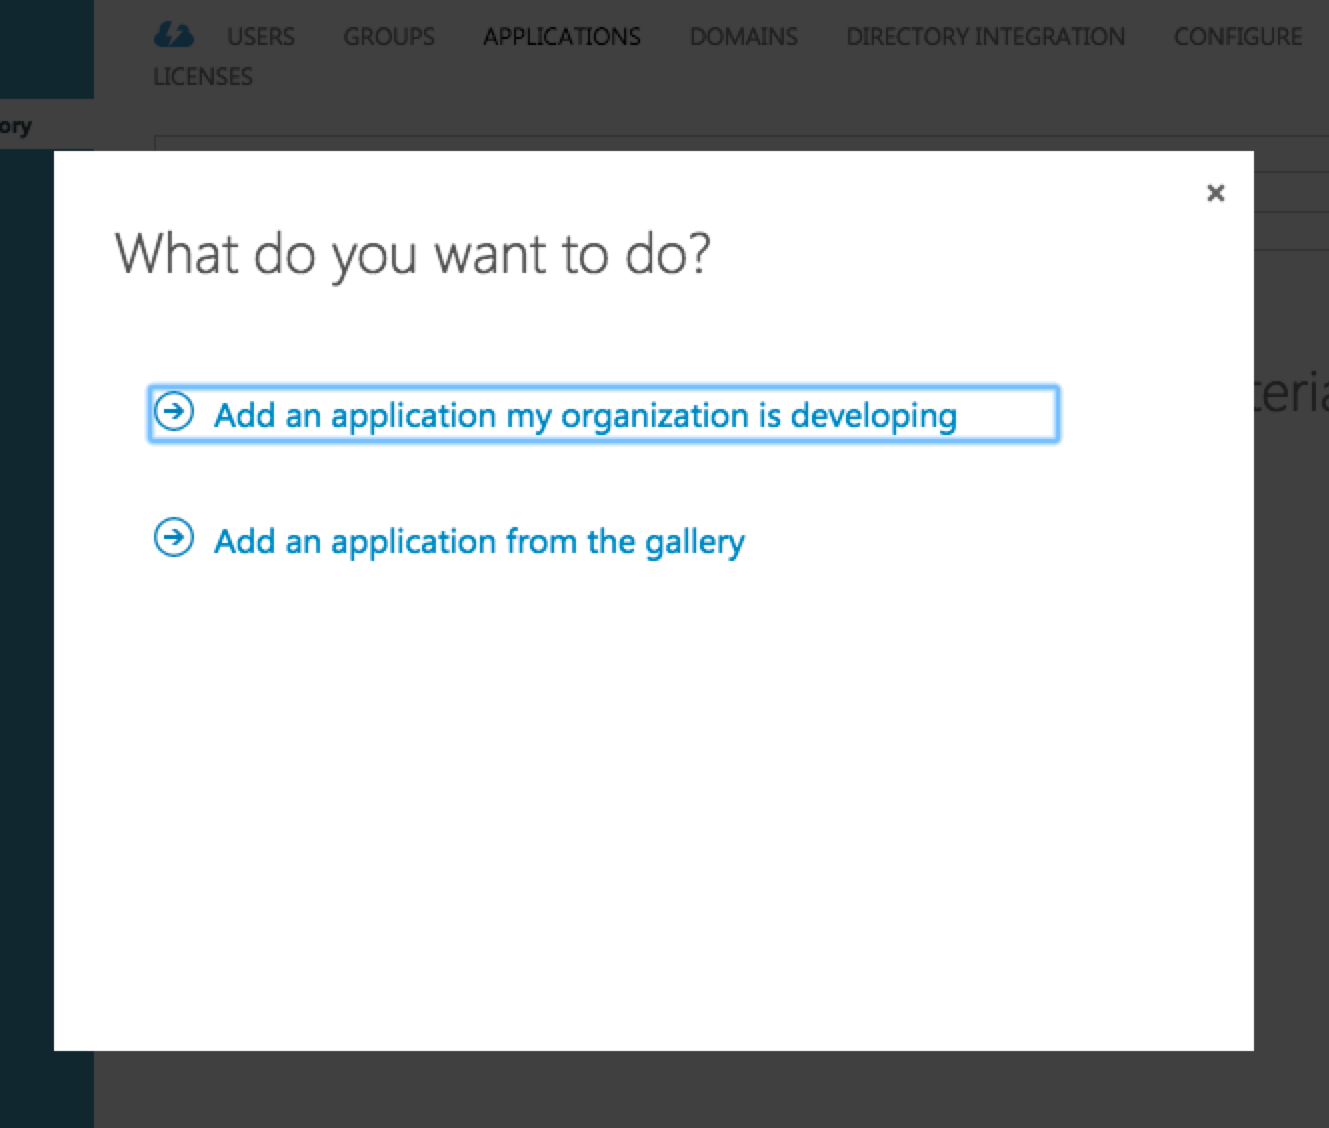 USERS GROUPS APPLICATIONS DOMAINS DIRECTORY INTEGRATION CONFIGURE
LICENSES
ory
What do you want to do?
teria
Add an application my organization is developing
Add an application from the gallery